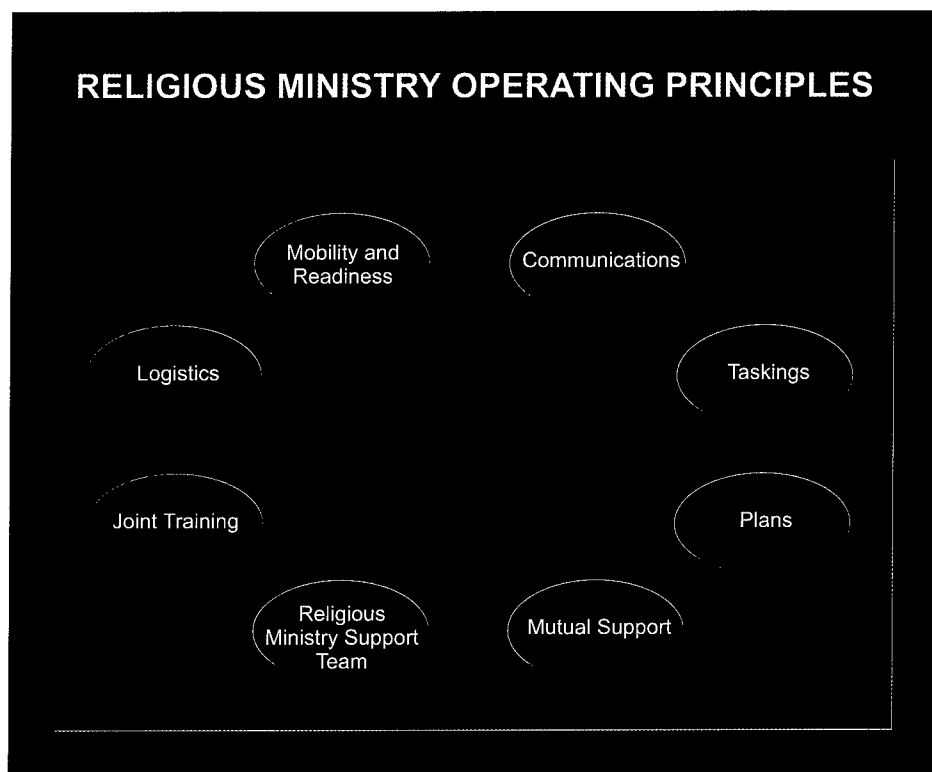 RELIGIOUS MINISTRY OPERATING PRINCIPLES
Mobility and
Readiness
Communications
Logistics
Taskings
Joint Training
Plans
Religious
Ministry Support
Team
Mutual Support